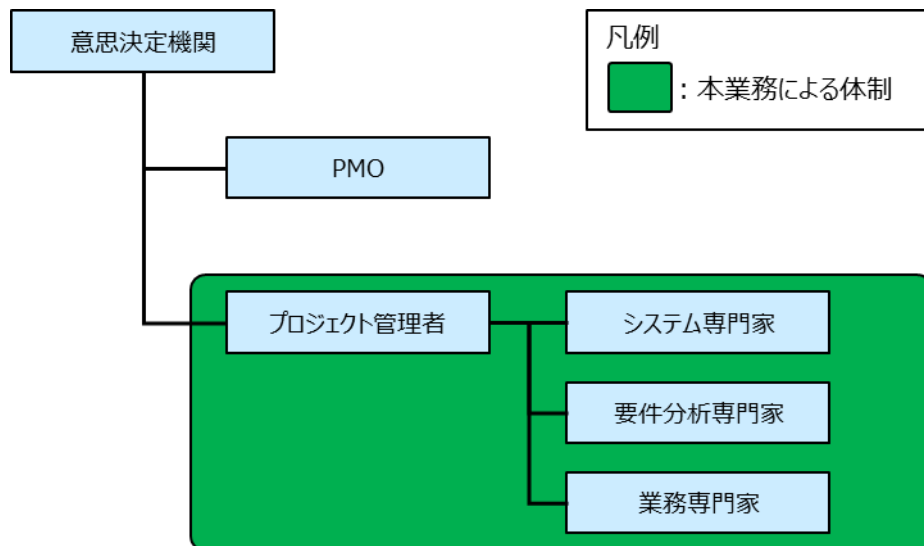 意思決定機関
凡例
：本業務による体制
PMO
プロジェクト管理者
システム専門家
要件分析専門家
業務専門家